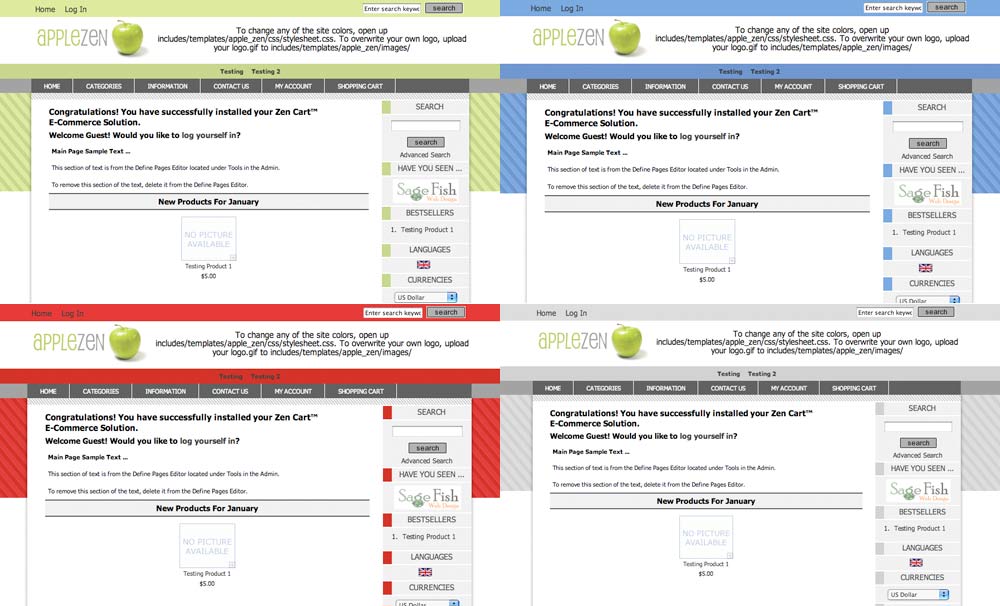 Home Log In
Enter search keywc search
APPLEZEN
To change any of the site colors, open up
includes/templates/apple_zen/css/stylesheet.css. To overwrite your own logo, upload
your logo.gif to includes/templates/apple_zen/images/
Testing Testing 2
HOME CATEGORIES INFORMATION CONTACT US MY ACCOUNT SHOPPING CART
Congratulations! You have successfully installed your Zen Cart™
E-Commerce Solution.
Welcome Guest! Would you like to log yourself in?
Main Page Sample Text ...
This section of text is from the Define Pages Editor located under Tools in the Admin.
To remove this section of the text, delete it from the Define Pages Editor.
New Products For January
NO PICTURE
AVAILABLE
Testing Product 1
$5.00
SEARCH
search
Advanced Search
HAVE YOU SEEN ...
Sage Fish
Web Design
BESTSELLERS
1. Testing Product 1
LANGUAGES
CURRENCIES
US Dollar
Home Log In
Enter search keywc search
APPLEZEN
To change any of the site colors, open up
includes/templates/apple_zen/css/stylesheet.css. To overwrite your own logo, upload
your logo.gif to includes/templates/apple_zen/images/
Testing Testing 2
HOME CATEGORIES INFORMATION CONTACT US MY ACCOUNT SHOPPING CART
Congratulations! You have successfully installed your Zen Cart™
E-Commerce Solution.
Welcome Guest! Would you like to log yourself in?
Main Page Sample Text ...
This section of text is from the Define Pages Editor located under Tools in the Admin.
To remove this section of the text, delete it from the Define Pages Editor.
New Products For January
NO PICTURE
AVAILABLE
Testing Product 1
$5.00
SEARCH
search
Advanced Search
HAVE YOU SEEN ...
Sage Fish
Web Design
BESTSELLERS
1. Testing Product 1
LANGUAGES
CURRENCIES
US Dollar
Home Log In
Enter search keywc search
APPLEZEN
To change any of the site colors, open up
includes/templates/apple_zen/css/stylesheet.css. To overwrite your own logo, upload
your logo.gif to includes/templates/apple_zen/images/
Testing Testing 2
HOME CATEGORIES INFORMATION CONTACT US MY ACCOUNT SHOPPING CART
Congratulations! You have successfully installed your Zen Cart™
E-Commerce Solution.
Welcome Guest! Would you like to log yourself in?
Main Page Sample Text ...
This section of text is from the Define Pages Editor located under Tools in the Admin.
To remove this section of the text, delete it from the Define Pages Editor.
New Products For January
NO PICTURE
AVAILABLE
Testing Product 1
$5.00
SEARCH
search
Advanced Search
HAVE YOU SEEN ...
Sage Fish
Web Design
BESTSELLERS
1. Testing Product 1
LANGUAGES
CURRENCIES
US Dollar
Home Log In
Enter search keywc search
APPLEZEN
To change any of the site colors, open up
includes/templates/apple_zen/css/stylesheet.css. To overwrite your own logo, upload
your logo.gif to includes/templates/apple_zen/images/
Testing Testing 2
HOME CATEGORIES INFORMATION CONTACT US MY ACCOUNT SHOPPING CART
Congratulations! You have successfully installed your Zen Cart™
E-Commerce Solution.
Welcome Guest! Would you like to log yourself in?
Main Page Sample Text ...
This section of text is from the Define Pages Editor located under Tools in the Admin.
To remove this section of the text, delete it from the Define Pages Editor.
New Products For January
NO PICTURE
AVAILABLE
Testing Product 1
$5.00
SEARCH
search
Advanced Search
HAVE YOU SEEN ...
Sage Fish
Web Design
BESTSELLERS
1. Testing Product 1
LANGUAGES
CURRENCIES
US Dollar